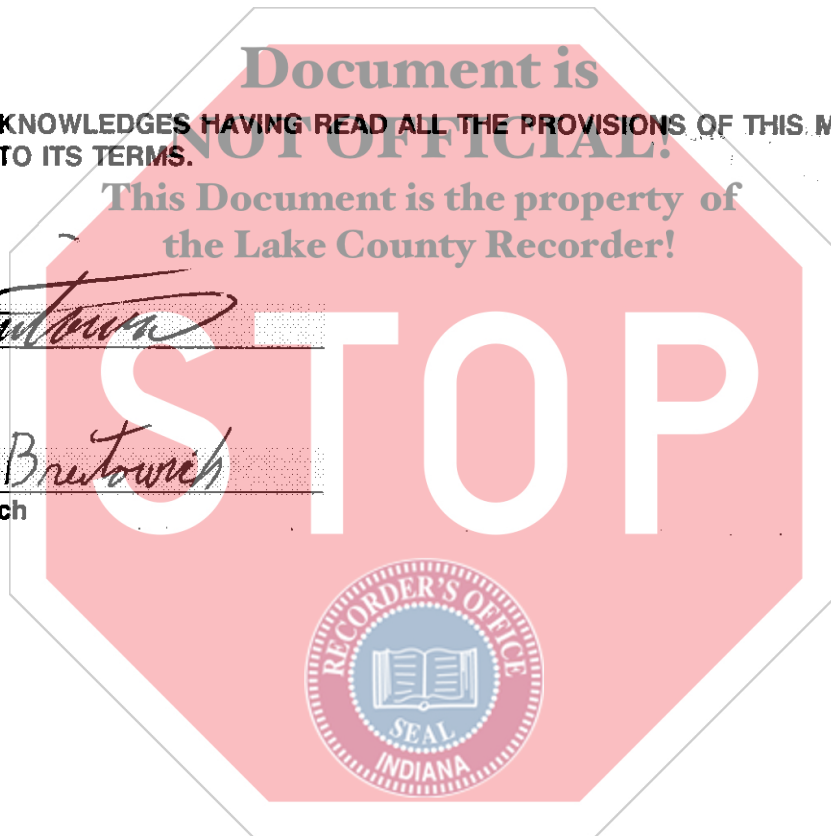 Document is
KNOWLEDGES HAVING READ ALL THE PROVISIONS OF THIS M
NOT OFFICIAL!
TO ITS TERMS.
This Document is the property of
the Lake County Recorder!
STOP
Brutowich
ch
RECORDER'S OFFICE
SEAL
INDIANA